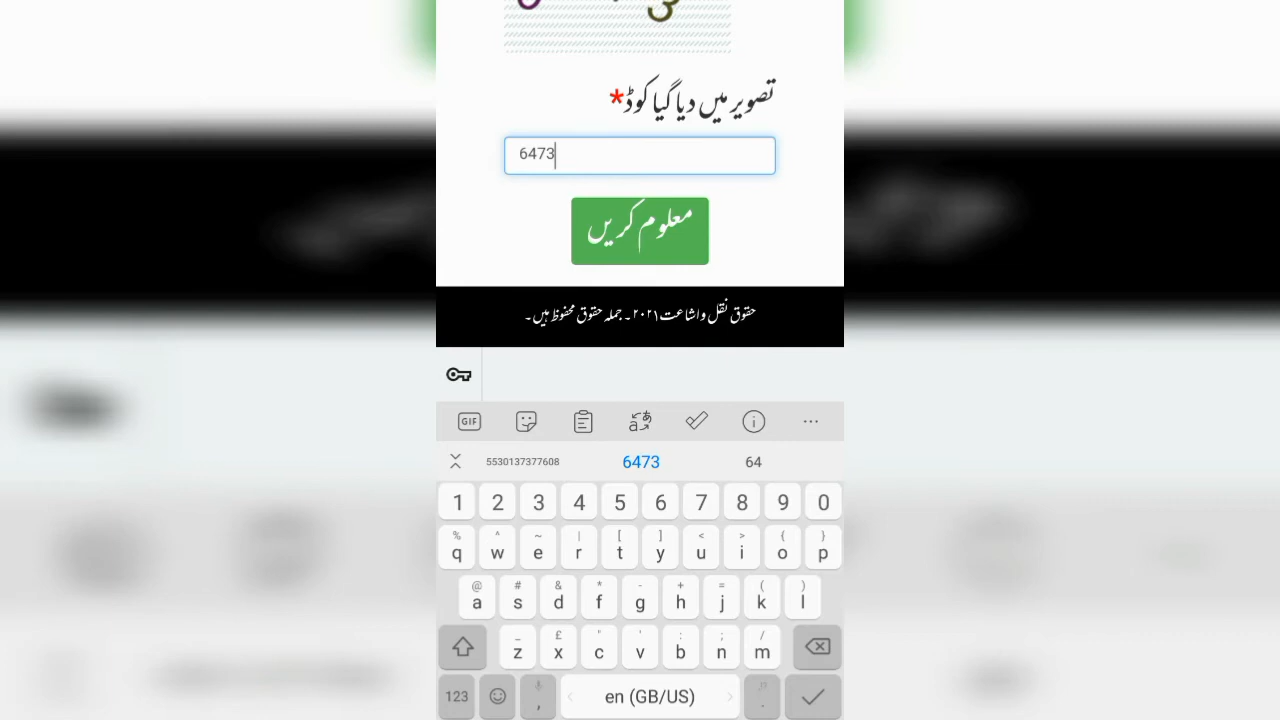 تصویر میں دیا گیا کوڈ*
6473
معلوم کریں
حقوق نقل و اشاعت ۲۰۲۱۔ جملہ حقوق محفوظ ہیں۔
GIF
5530137377608 6473 64
1 2 3 4 5 6 7 8 9 0
% ^ ~ | [ ] < > { }
q w e r t y u i o p
@ # & * - + = ( )
a s d f g h j k l
_ £ " ' : ; /
z x c v b n m
123 , en (GB/US) .